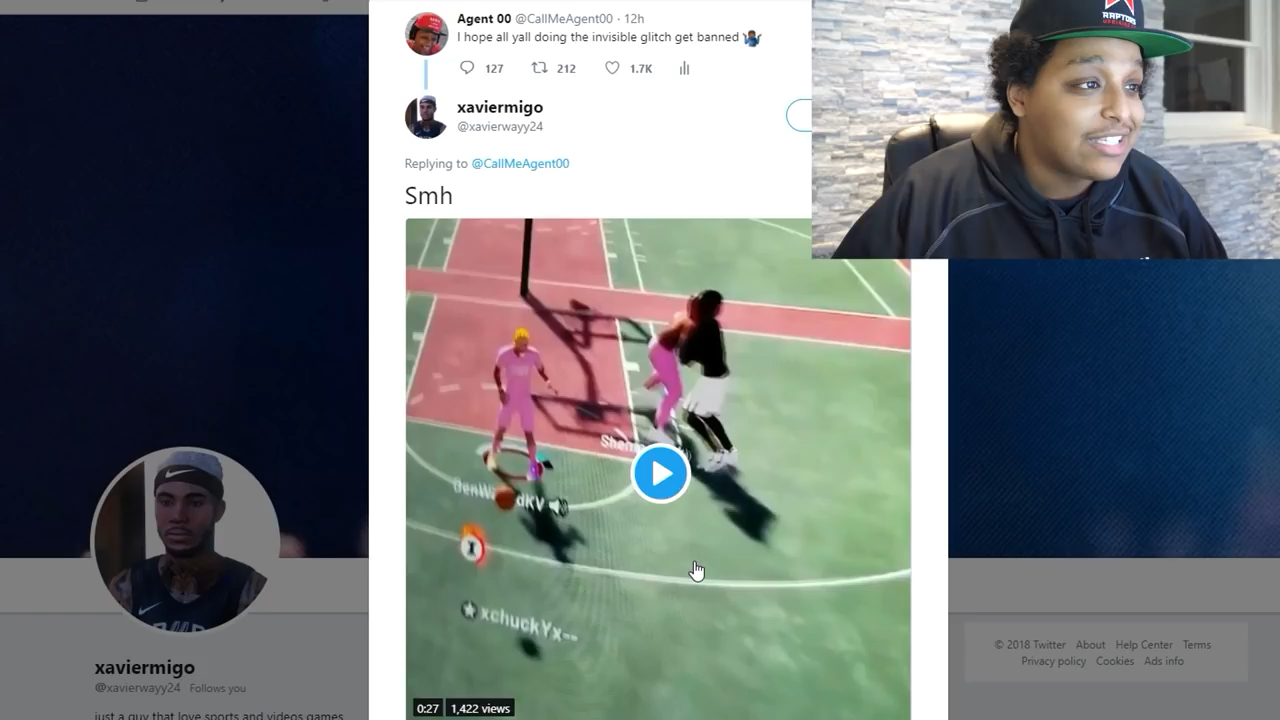 Agent 00 @CallMeAgent00 · 12h
I hope all yall doing the invisible glitch get banned
127 212 1.7K
xaviermigo
@xavierwayy24
Replying to @CallMeAgent00
Smh
RAPTORS
xchuckYx--
0:27 1,422 views
xaviermigo
@xavierwayy24 Follows you
just a guy that love sports and videos games
© 2018 Twitter About Help Center Terms
Privacy policy Cookies Ads info